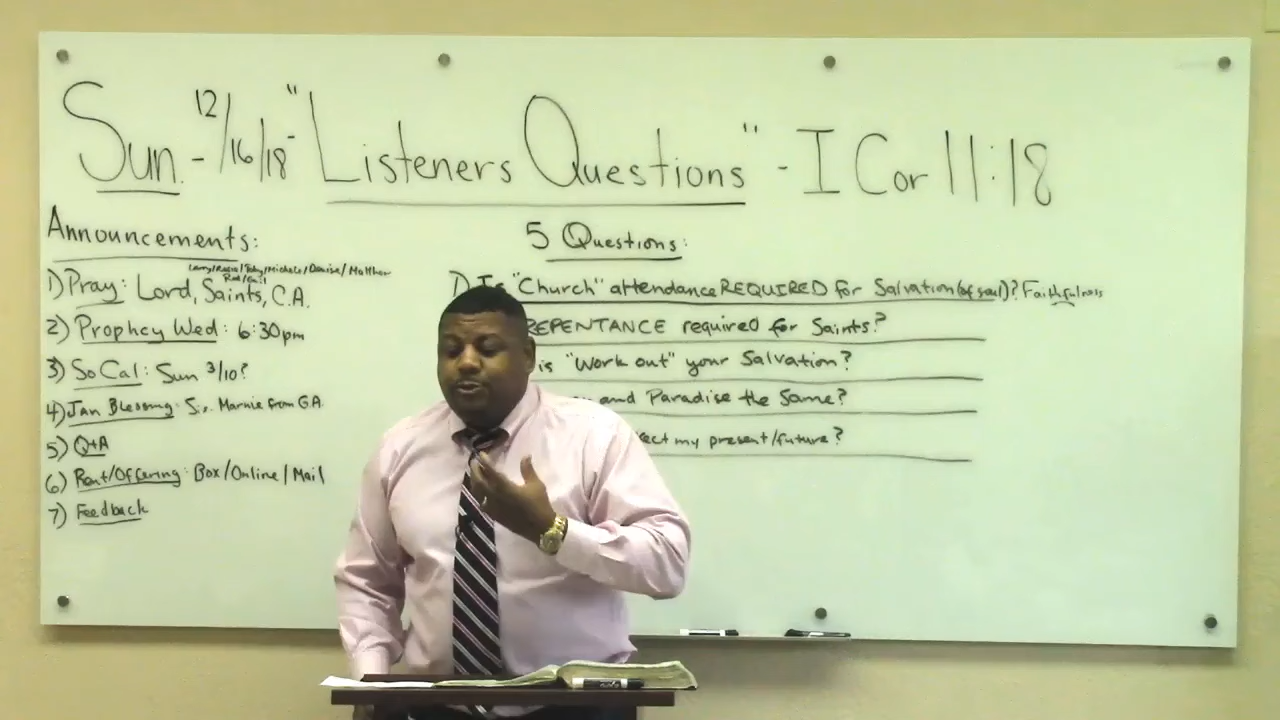 Sun. - 12/16/18 - "Listeners Questions" - I Cor 11:18
Announcements:
1) Pray: Lord, Saints, C.A.
2) Prophcy Wed: 6:30pm
3) So Cal: Sun 3/10?
4) Jan Blessing: Sis. Marnie from GA
5) Q+A
6) Rent/Offering: Box/Online/Mail
7) Feedback
5 Questions:
1) Is "Church" attendance REQUIRED for Salvation (of soul)? Faithfulness
REPENTANCE required for Saints?
is "Work out" your Salvation?
and Paradise the Same?
my present/future?